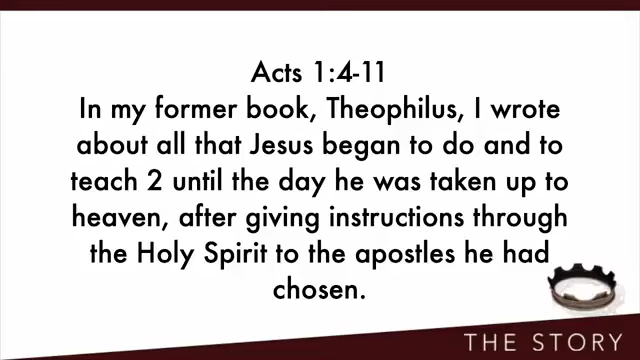 Acts 1:4-11
In my former book, Theophilus, I wrote
about all that Jesus began to do and to
teach 2 until the day he was taken up to
heaven, after giving instructions through
the Holy Spirit to the apostles he had
chosen.
THE STORY